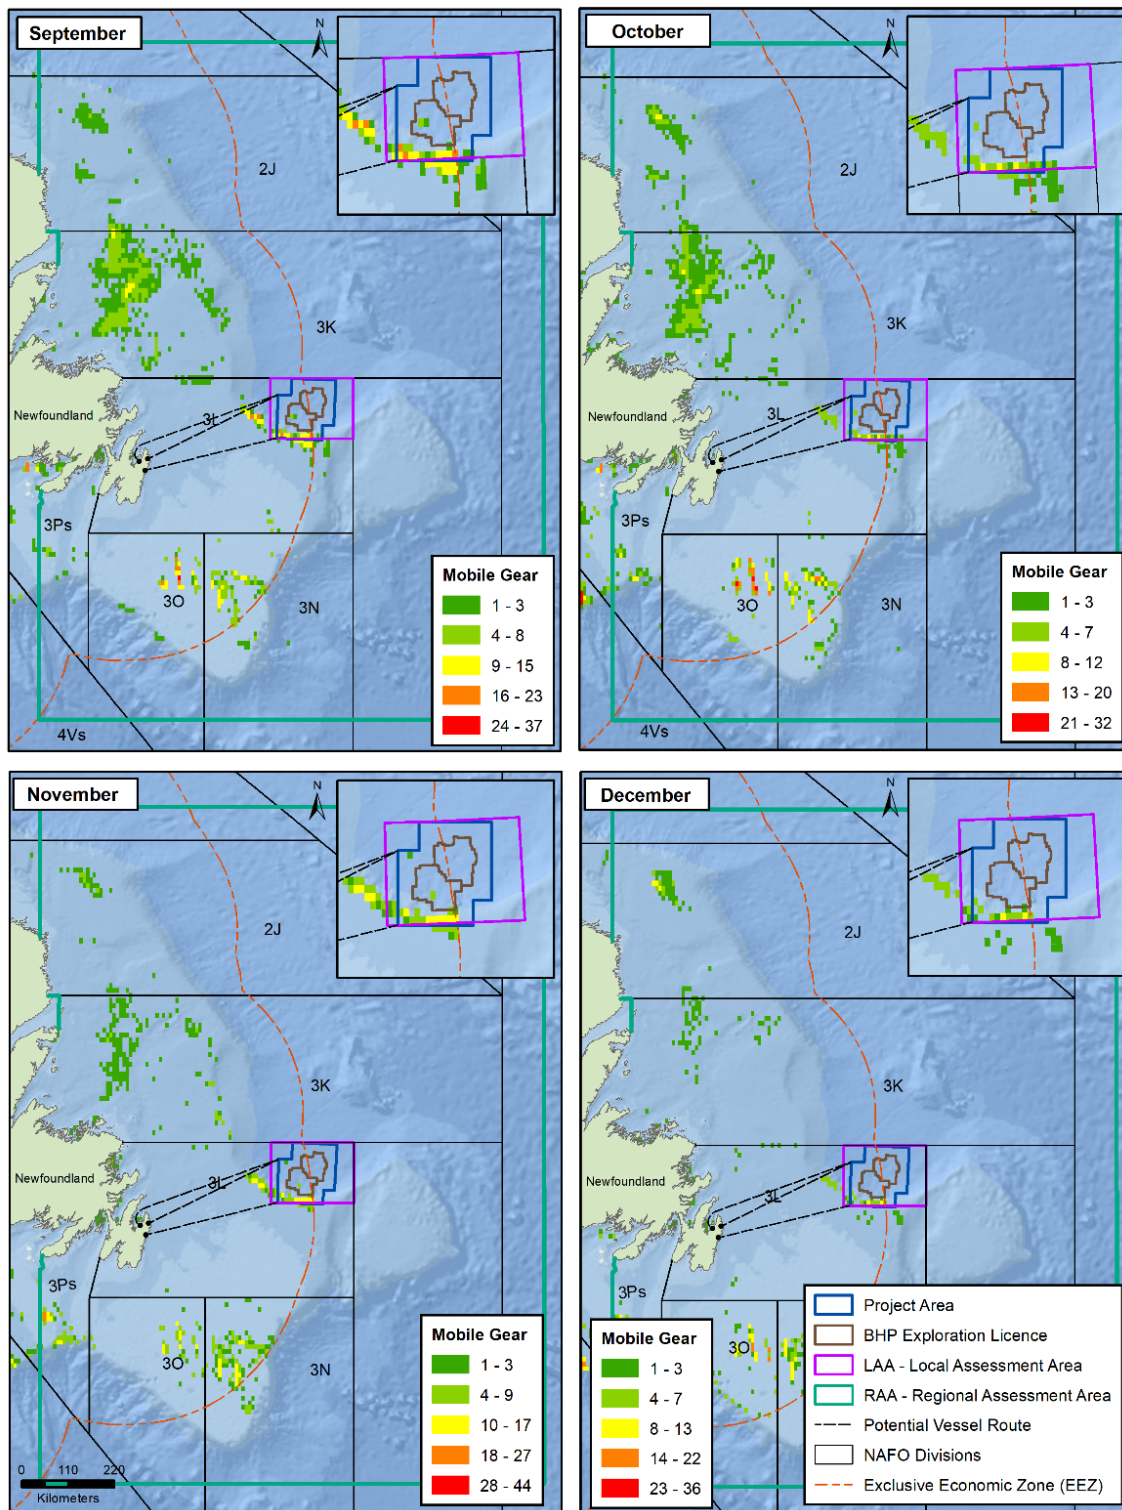 September
N
2J
3K
Newfoundland
3L
3Ps
3O
3N
4Vs
Mobile Gear
1 - 3
4 - 8
9 - 15
16 - 23
24 - 37
October
N
2J
3K
Newfoundland
3L
3Ps
3O
3N
4Vs
Mobile Gear
1 - 3
4 - 7
8 - 12
13 - 20
21 - 32
November
N
2J
3K
Newfoundland
3L
3Ps
3O
3N
0 110 220
Kilometers
Mobile Gear
1 - 3
4 - 9
10 - 17
18 - 27
28 - 44
December
N
2J
3K
Newfoundland
3L
3Ps
3O
Mobile Gear
1 - 3
4 - 7
8 - 13
14 - 22
23 - 36
Project Area
BHP Exploration Licence
LAA - Local Assessment Area
RAA - Regional Assessment Area
Potential Vessel Route
NAFO Divisions
Exclusive Economic Zone (EEZ)